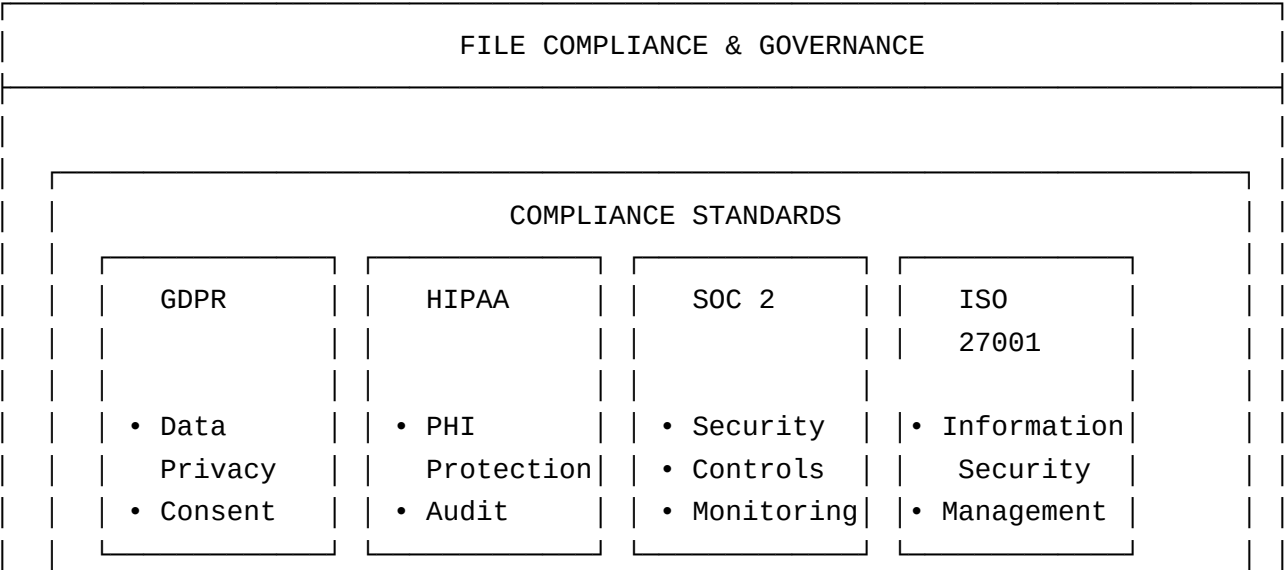 FILE COMPLIANCE & GOVERNANCE
COMPLIANCE STANDARDS
GDPR HIPAA SOC 2 ISO
27001
• Data • PHI • Security • Information
Privacy Protection • Controls Security
• Consent • Audit • Monitoring • Management